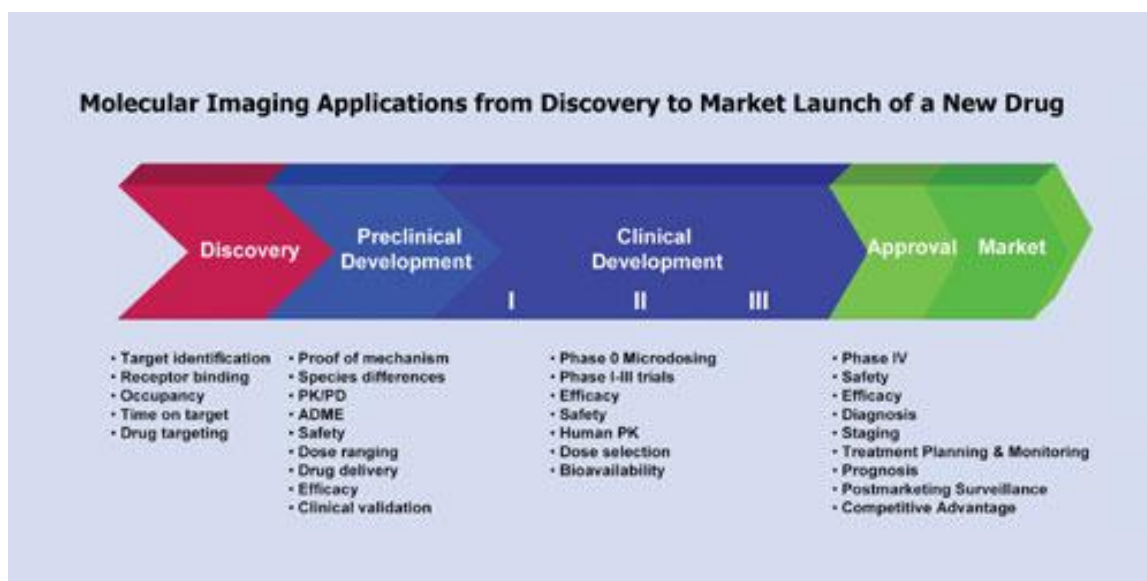 Molecular Imaging Applications from Discovery to Market Launch of a New Drug
Discovery
Preclinical
Development
Clinical
Development
I II III
Approval
Market
• Target identification
• Receptor binding
• Occupancy
• Time on target
• Drug targeting
• Proof of mechanism
• Species differences
• PK/PD
• ADME
• Safety
• Dose ranging
• Drug delivery
• Efficacy
• Clinical validation
• Phase 0 Microdosing
• Phase I-III trials
• Efficacy
• Safety
• Human PK
• Dose selection
• Bioavailability
• Phase IV
• Safety
• Efficacy
• Diagnosis
• Staging
• Treatment Planning & Monitoring
• Prognosis
• Postmarketing Surveillance
• Competitive Advantage